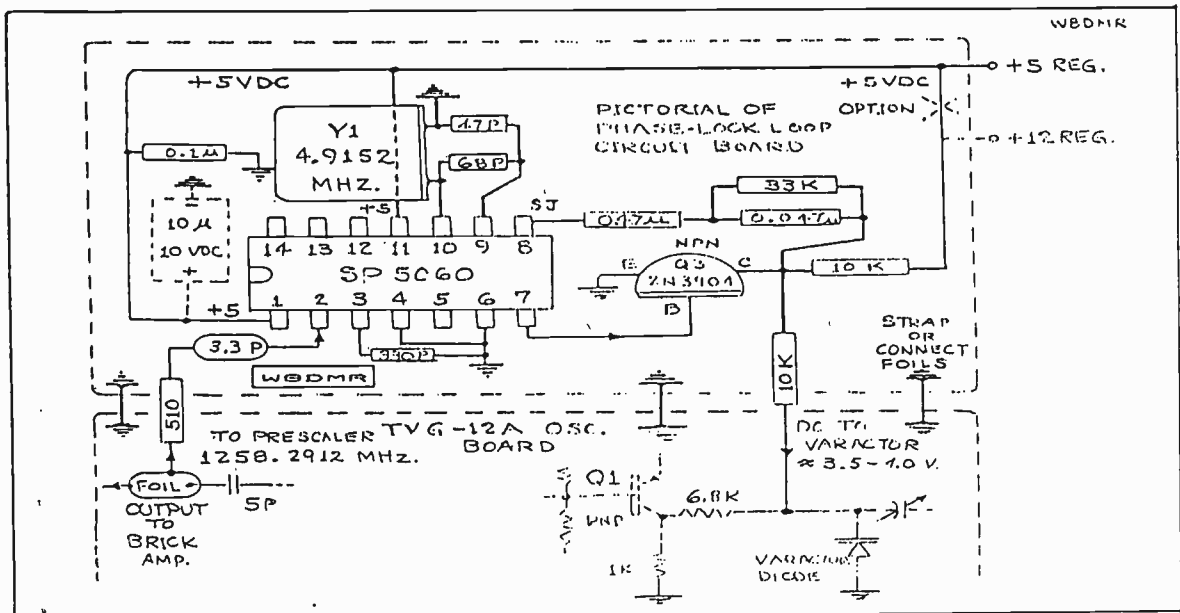 W8DMR
+5VDC
+5VDC
+5 REG.
OPTION
+12 REG.
PICTORIAL OF
PHASE-LOCK LOOP
CIRCUIT BOARD
Y1
4.9152
MHZ.
47P
68P
0.1µ
10 µ
10 VDC
+
+5
SJ
33K
0.47µ
0.047µ
14 13 12 11 10 9 8
SP 5060
1 2 3 4 5 6 7
+5
NPN
E
Q3
C
2N3904
B
10K
3.3 P
330P
W8DMR
510
10K
STRAP
OR
CONNECT
FOILS
TO PRESCALER
1258.2912 MHZ.
TVG-12A OSC.
BOARD
DC TO
VARACTOR
≈ 3.5-4.0 V.
FOIL
5P
OUTPUT
TO
BRICK
AMP.
Q1
PNP
6.8K
1K
VARACTOR
DIODE